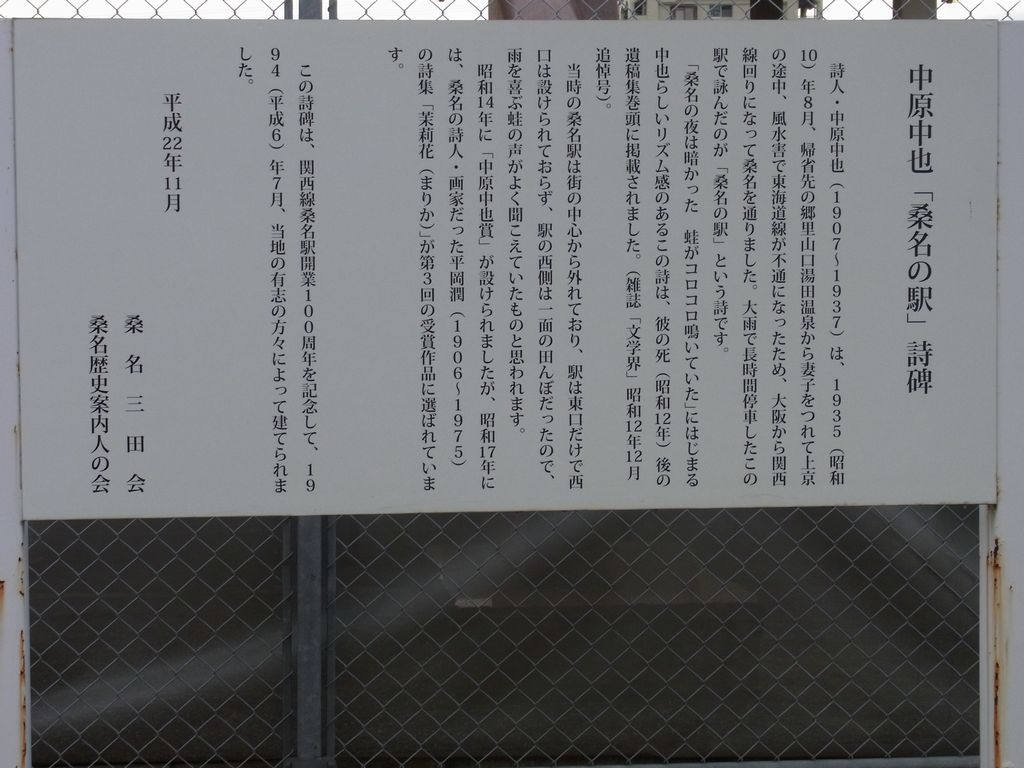 中原中也「桑名の駅」詩碑
詩人・中原中也（1907～1937）は、1935（昭和
10）年8月、帰省先の郷里山口湯田温泉から妻子をつれて上京
の途中、風水害で東海道線が不通になったため、大阪から関西
線回りになって桑名を通りました。大雨で長時間停車したこの
駅で詠んだのが「桑名の駅」という詩です。
「桑名の夜は暗かった　蛙がコロコロ鳴いていた」にはじまる
中也らしいリズム感のあるこの詩は、彼の死（昭和12年）後の
遺稿集巻頭に掲載されました。（雑誌「文学界」昭和12年12月
追悼号）。
当時の桑名駅は街の中心から外れており、駅は東口だけで西
口は設けられておらず、駅の西側は一面の田んぼだったので、
雨を喜ぶ蛙の声がよく聞こえていたものと思われます。
昭和14年に「中原中也賞」が設けられましたが、昭和17年に
は、桑名の詩人・画家だった平岡潤（1906～1975）
の詩集「茉莉花（まりか）」が第3回の受賞作品に選ばれていま
す。
この詩碑は、関西線桑名駅開業100周年を記念して、19
94（平成6）年7月、当地の有志の方々によって建てられま
した。
平成22年11月
桑名三田会
桑名歴史案内人の会